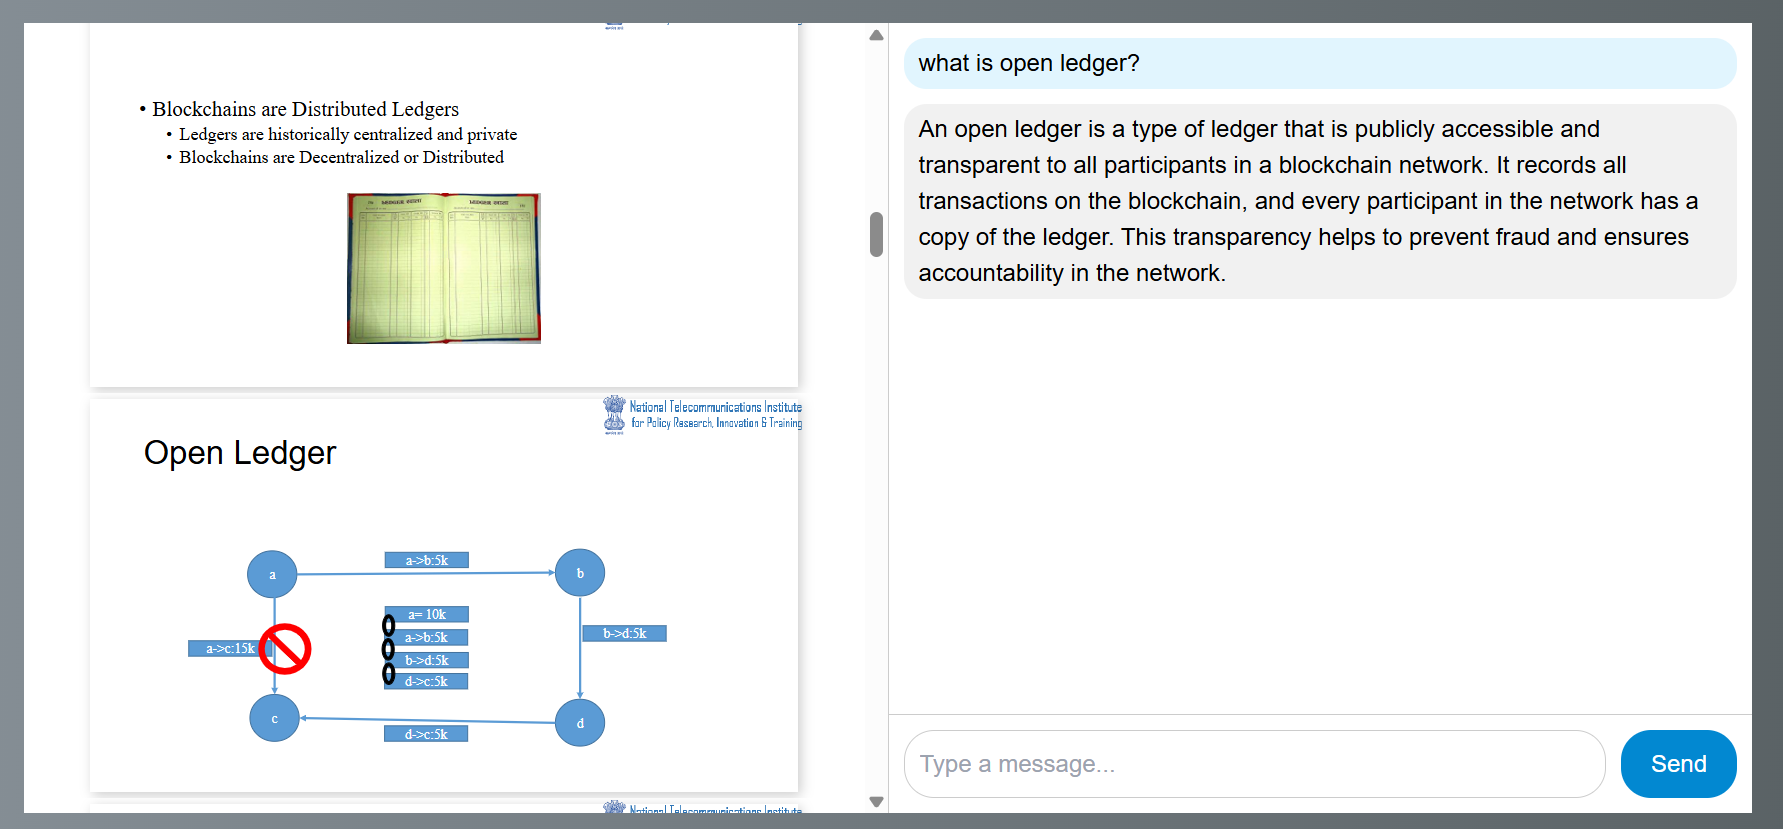 • Blockchains are Distributed Ledgers
• Ledgers are historically centralized and private
• Blockchains are Decentralized or Distributed
National Telecommunications Institute
for Policy Research, Innovation & Training
Open Ledger
a
a->b:5k
b
a= 10k
a->b:5k
b->d:5k
d->c:5k
b->d:5k
a->c:15k
c
d->c:5k
d
National Telecommunications Institute
what is open ledger?
An open ledger is a type of ledger that is publicly accessible and
transparent to all participants in a blockchain network. It records all
transactions on the blockchain, and every participant in the network has a
copy of the ledger. This transparency helps to prevent fraud and ensures
accountability in the network.
Type a message...
Send